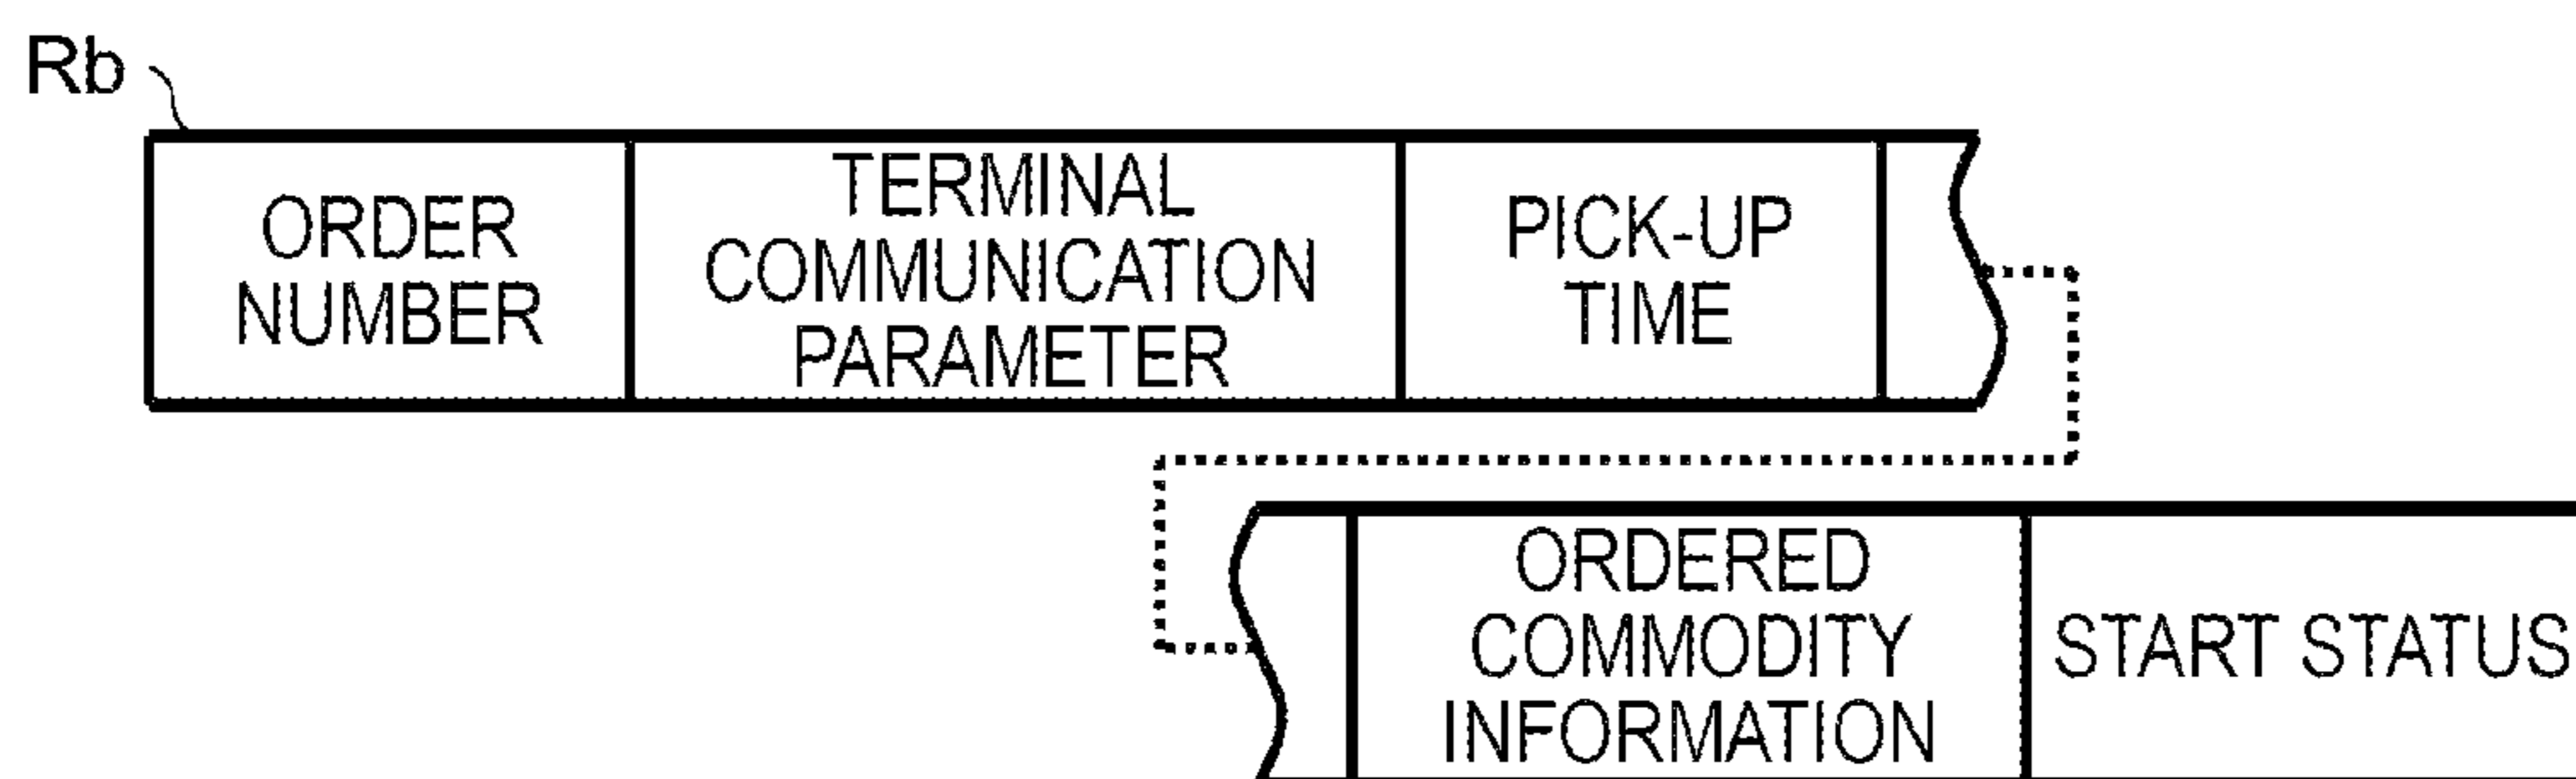 Rb
ORDER
NUMBER
TERMINAL
COMMUNICATION
PARAMETER
PICK-UP
TIME
ORDERED
COMMODITY
INFORMATION
START STATUS